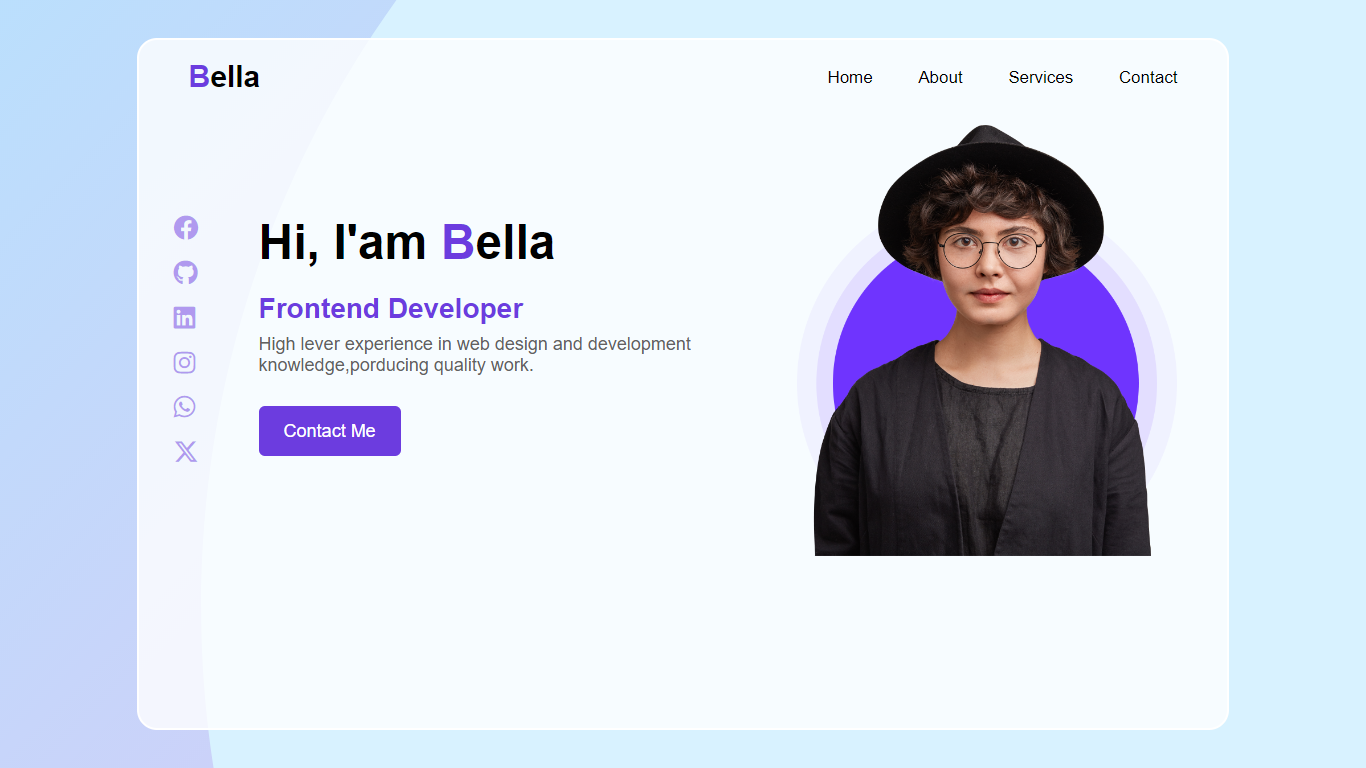 Bella
Home About Services Contact
Hi, I'am Bella
Frontend Developer
High lever experience in web design and development
knowledge,porducing quality work.
Contact Me